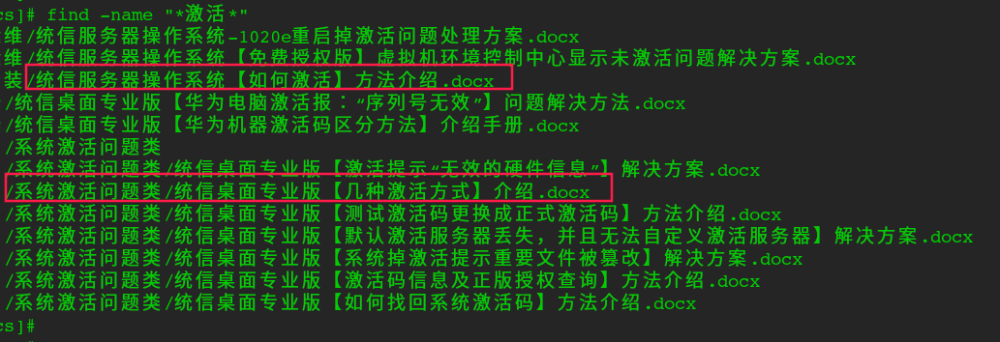 cs]# find -name "*激活*"
维/统信服务器操作系统-1020e重启掉激活问题处理方案.docx
维/统信服务器操作系统【免费授权版】虚拟机环境控制中心显示未激活问题解决方案.docx
装/统信服务器操作系统【如何激活】方法介绍.docx
/统信桌面专业版【华为电脑激活报：“序列号无效”】问题解决方法.docx
/统信桌面专业版【华为机器激活码区分方法】介绍手册.docx
/系统激活问题类
/系统激活问题类/统信桌面专业版【激活提示“无效的硬件信息”】解决方案.docx
/系统激活问题类/统信桌面专业版【几种激活方式】介绍.docx
/系统激活问题类/统信桌面专业版【测试激活码更换成正式激活码】方法介绍.docx
/系统激活问题类/统信桌面专业版【默认激活服务器丢失，并且无法自定义激活服务器】解决方案.docx
/系统激活问题类/统信桌面专业版【系统掉激活提示重要文件被篡改】解决方案.docx
/系统激活问题类/统信桌面专业版【激活码信息及正版授权查询】方法介绍.docx
/系统激活问题类/统信桌面专业版【如何找回系统激活码】方法介绍.docx
cs]#